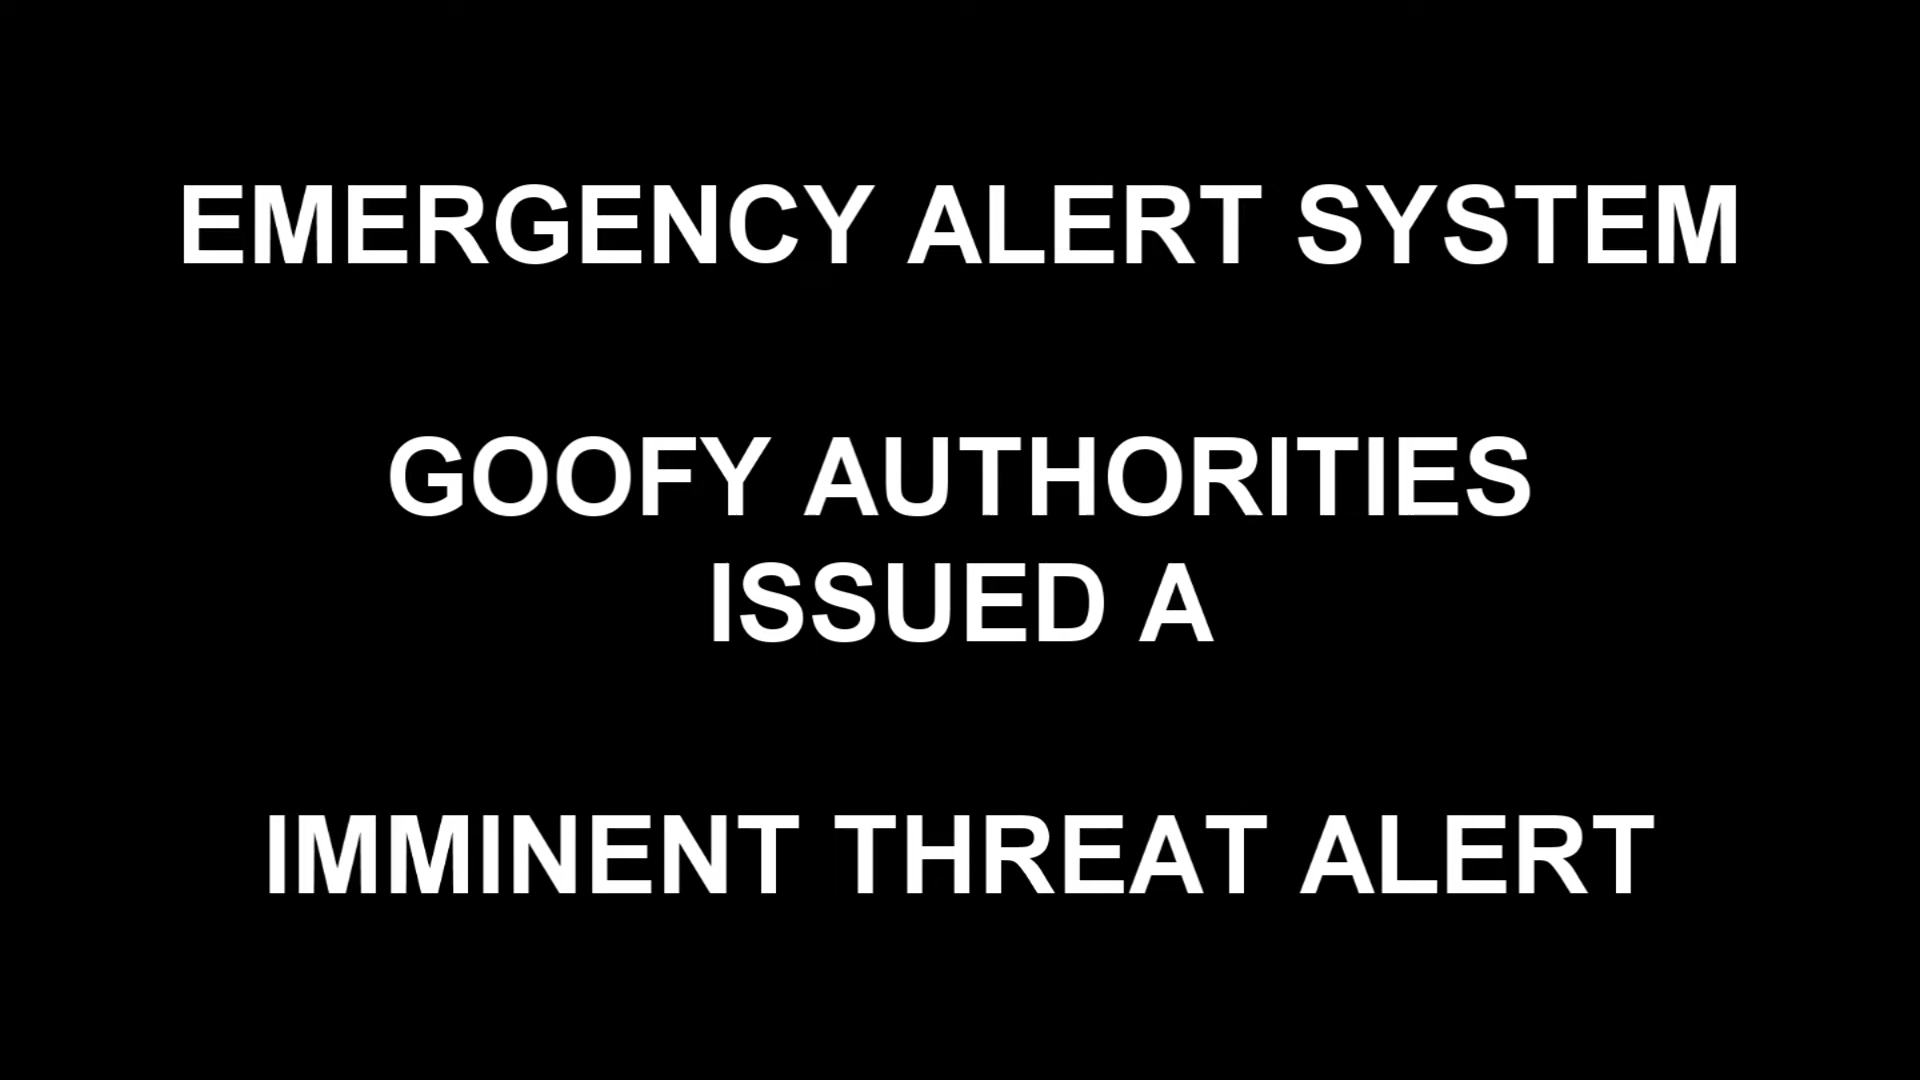 EMERGENCY ALERT SYSTEM
GOOFY AUTHORITIES
ISSUED A
IMMINENT THREAT ALERT